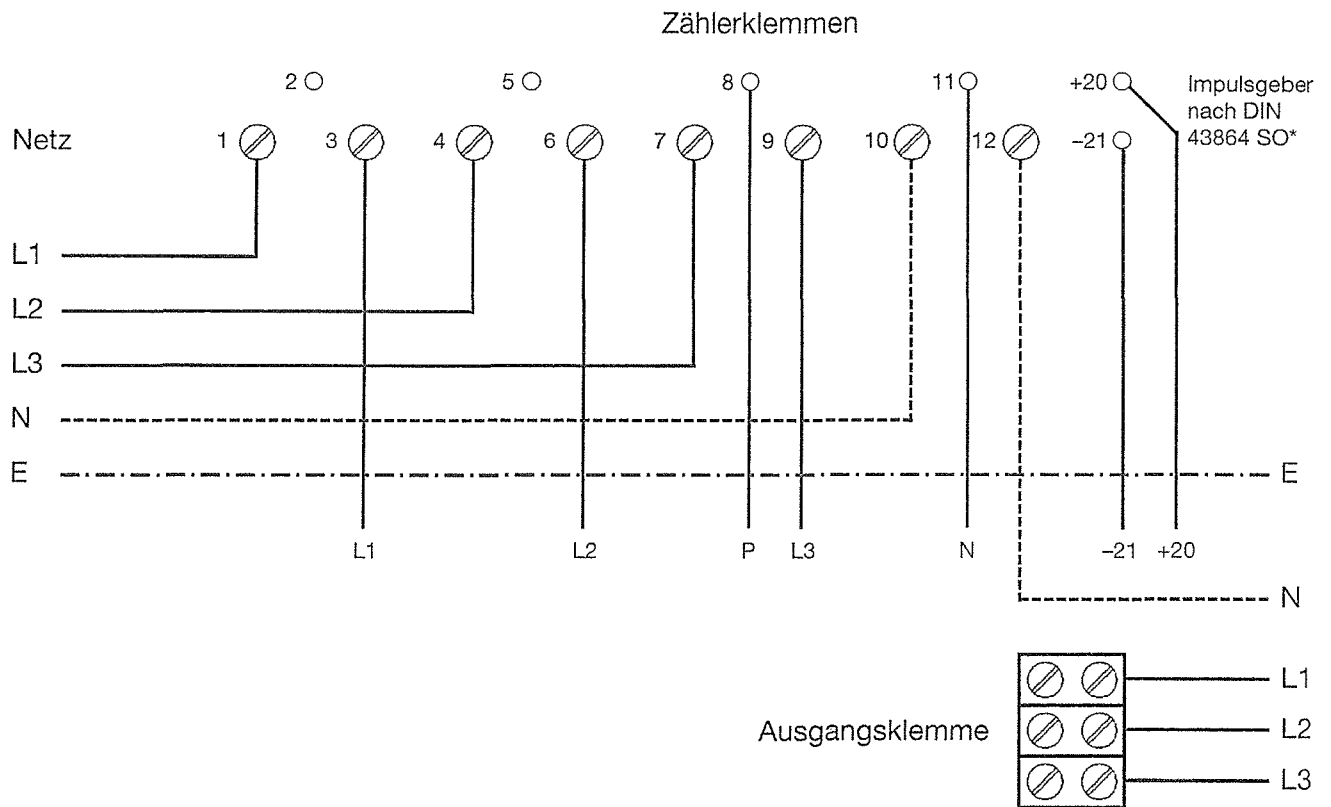 Zählerklemmen
2 5 8 11 +20 Impulsgeber
nach DIN
43864 SO*
Netz 1 3 4 6 7 9 10 12 –21
L1
L2
L3
N
E E
L1 L2 P L3 N –21 +20
N
L1
Ausgangsklemme L2
L3